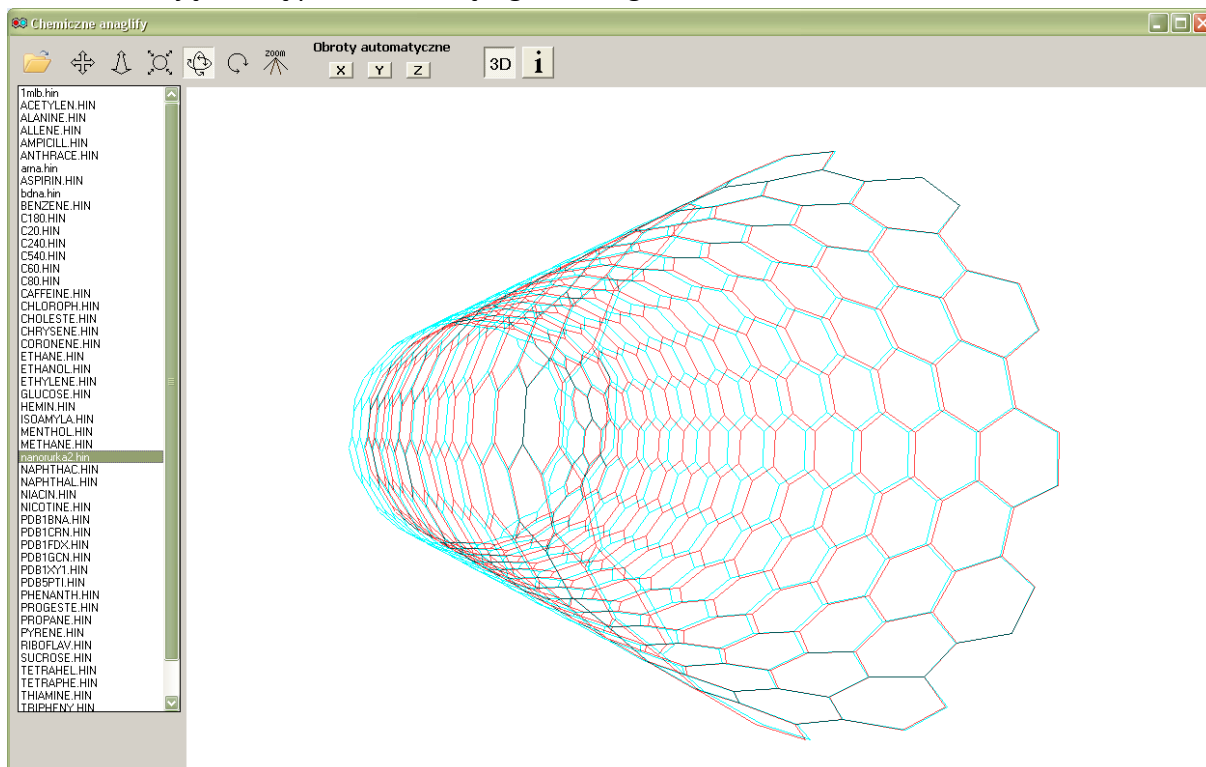 Chemiczne anaglify
zoom
Obroty automatyczne
X Y Z
3D i
1mlb.hin
ACETYLEN.HIN
ALANINE.HIN
ALLENE.HIN
AMPICILL.HIN
ANTHRACE.HIN
arna.hin
ASPIRIN.HIN
bdna.hin
BENZENE.HIN
C180.HIN
C20.HIN
C240.HIN
C540.HIN
C60.HIN
C80.HIN
CAFFEINE.HIN
CHLOROPH.HIN
CHOLESTE.HIN
CHRYSENE.HIN
CORONENE.HIN
ETHANE.HIN
ETHANOL.HIN
ETHYLENE.HIN
GLUCOSE.HIN
HEMIN.HIN
ISOAMYLA.HIN
MENTHOL.HIN
METHANE.HIN
nanorurka2.hin
NAPHTHAC.HIN
NAPHTHAL.HIN
NIACIN.HIN
NICOTINE.HIN
PDB1BNA.HIN
PDB1CRN.HIN
PDB1FDX.HIN
PDB1GCN.HIN
PDB1XY1.HIN
PDB5PTI.HIN
PHENANTH.HIN
PROGESTE.HIN
PROPANE.HIN
PYRENE.HIN
RIBOFLAV.HIN
SUCROSE.HIN
TETRAHEL.HIN
TETRAPHE.HIN
THIAMINE.HIN
TRIPHENY.HIN